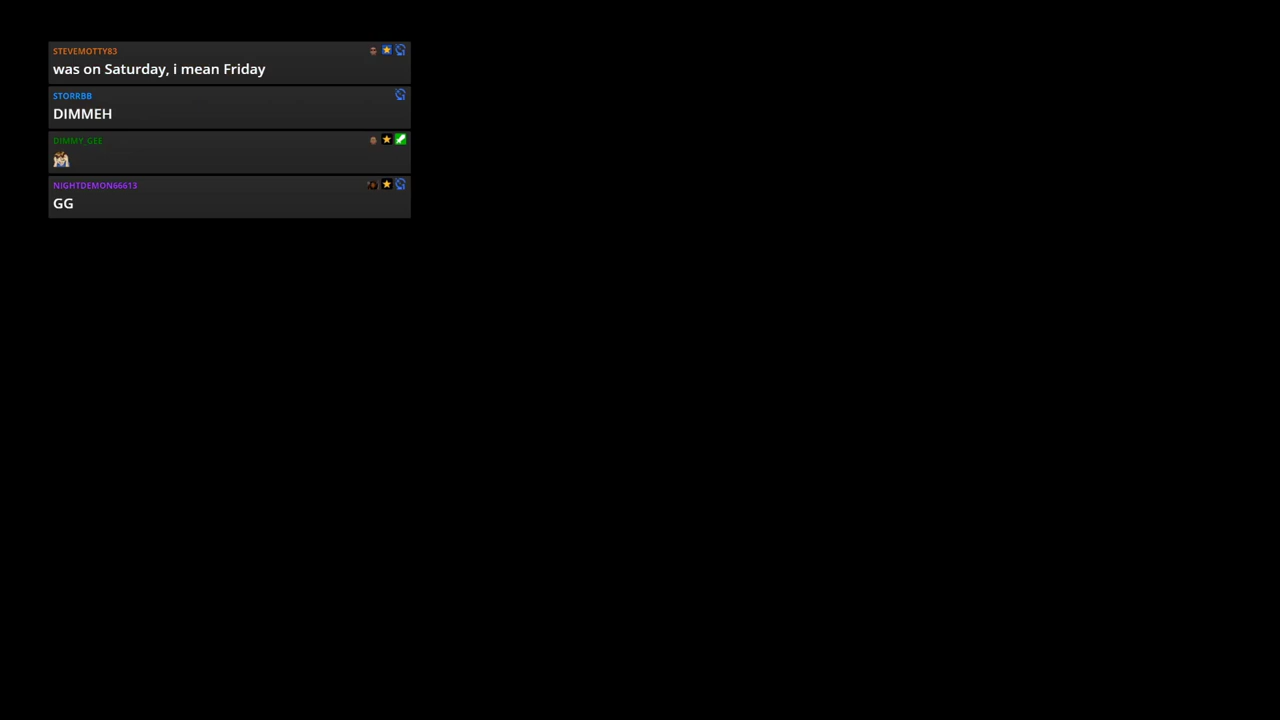 STEVEMOTTY83
was on Saturday, i mean Friday
STORRBB
DIMMEH
DIMMY_GEE
NIGHTDEMON66613
GG